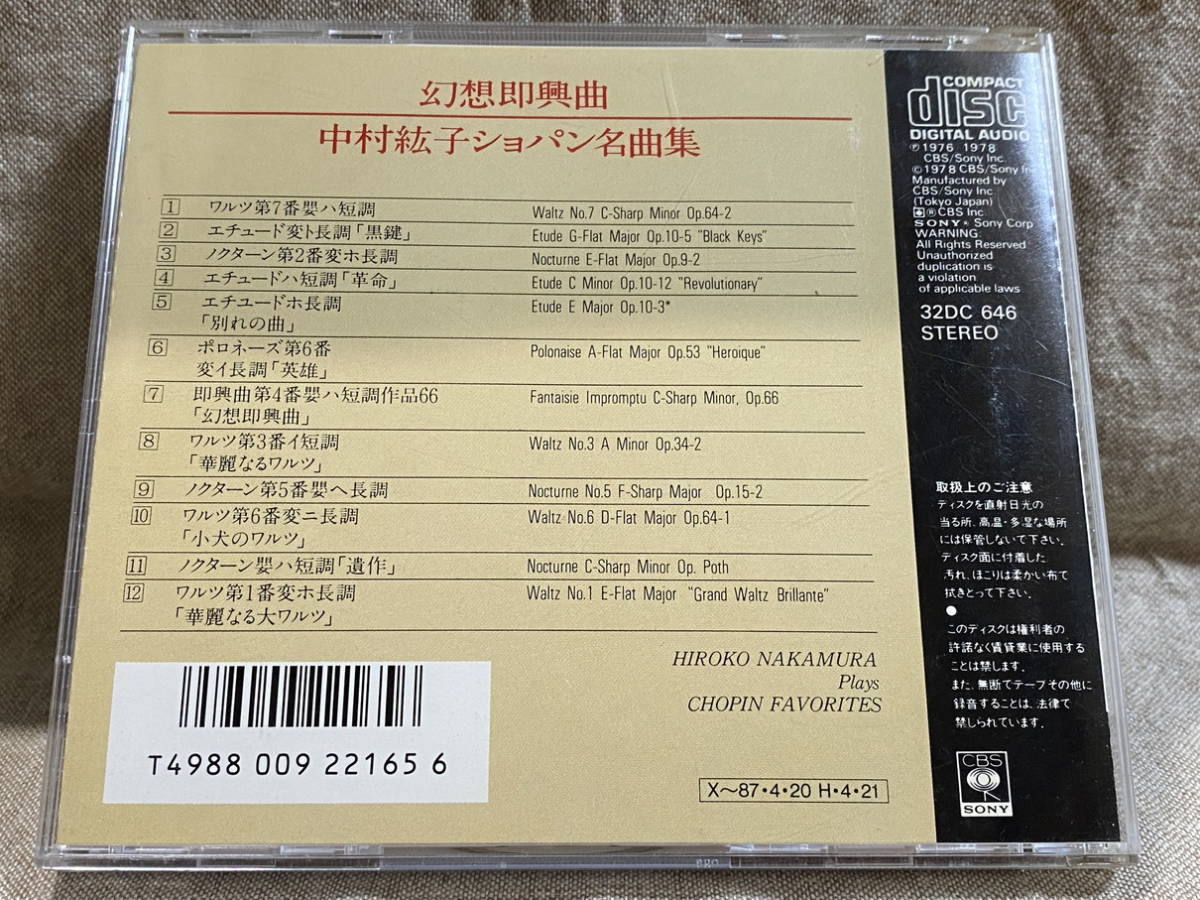 幻想即興曲
中村紘子ショパン名曲集
1 ワルツ第7番嬰ハ短調 Waltz No.7 C-Sharp Minor Op.64-2
2 エチュード変ト長調「黒鍵」 Etude G-Flat Major Op.10-5 "Black Keys"
3 ノクターン第2番変ホ長調 Nocturne E-Flat Major Op.9-2
4 エチュードハ短調「革命」 Etude C Minor Op.10-12 "Revolutionary"
5 エチュードホ長調 Etude E Major Op.10-3*
「別れの曲」
6 ポロネーズ第6番 Polonaise A-Flat Major Op.53 "Heroique"
変イ長調「英雄」
7 即興曲第4番嬰ハ短調作品66 Fantaisie Impromptu C-Sharp Minor, Op.66
「幻想即興曲」
8 ワルツ第3番イ短調 Waltz No.3 A Minor Op.34-2
「華麗なるワルツ」
9 ノクターン第5番嬰ヘ長調 Nocturne No.5 F-Sharp Major Op.15-2
10 ワルツ第6番変ニ長調 Waltz No.6 D-Flat Major Op.64-1
「小犬のワルツ」
11 ノクターン嬰ハ短調「遺作」 Nocturne C-Sharp Minor Op. Poth
12 ワルツ第1番変ホ長調 Waltz No.1 E-Flat Major "Grand Waltz Brillante"
「華麗なる大ワルツ」
HIROKO NAKAMURA
Plays
CHOPIN FAVORITES
T4988 009 22165 6
X〜87・4・20 H・4・21
COMPACT
disc
DIGITAL AUDIO
℗ 1976 1978
CBS/Sony Inc
© 1978 CBS/Sony In
Manufactured by
CBS/Sony Inc
(Tokyo Japan)
® CBS Inc
SONY ® Sony Corp
WARNING:
All Rights Reserved
Unauthorized
duplication is
a violation
of applicable laws
32DC 646
STEREO
取扱上のご注意
ディスクを直射日光の
当る所、高温・多湿な場所
には保管しないで下さい。
ディスク面に付着した
汚れ、ほこりは柔かい布で
拭きとって下さい。
●
このディスクは権利者の
許諾なく賃貸業に使用する
ことは禁じます。
また、無断でテープその他に
録音することは、法律で
禁じられています。
CBS
SONY